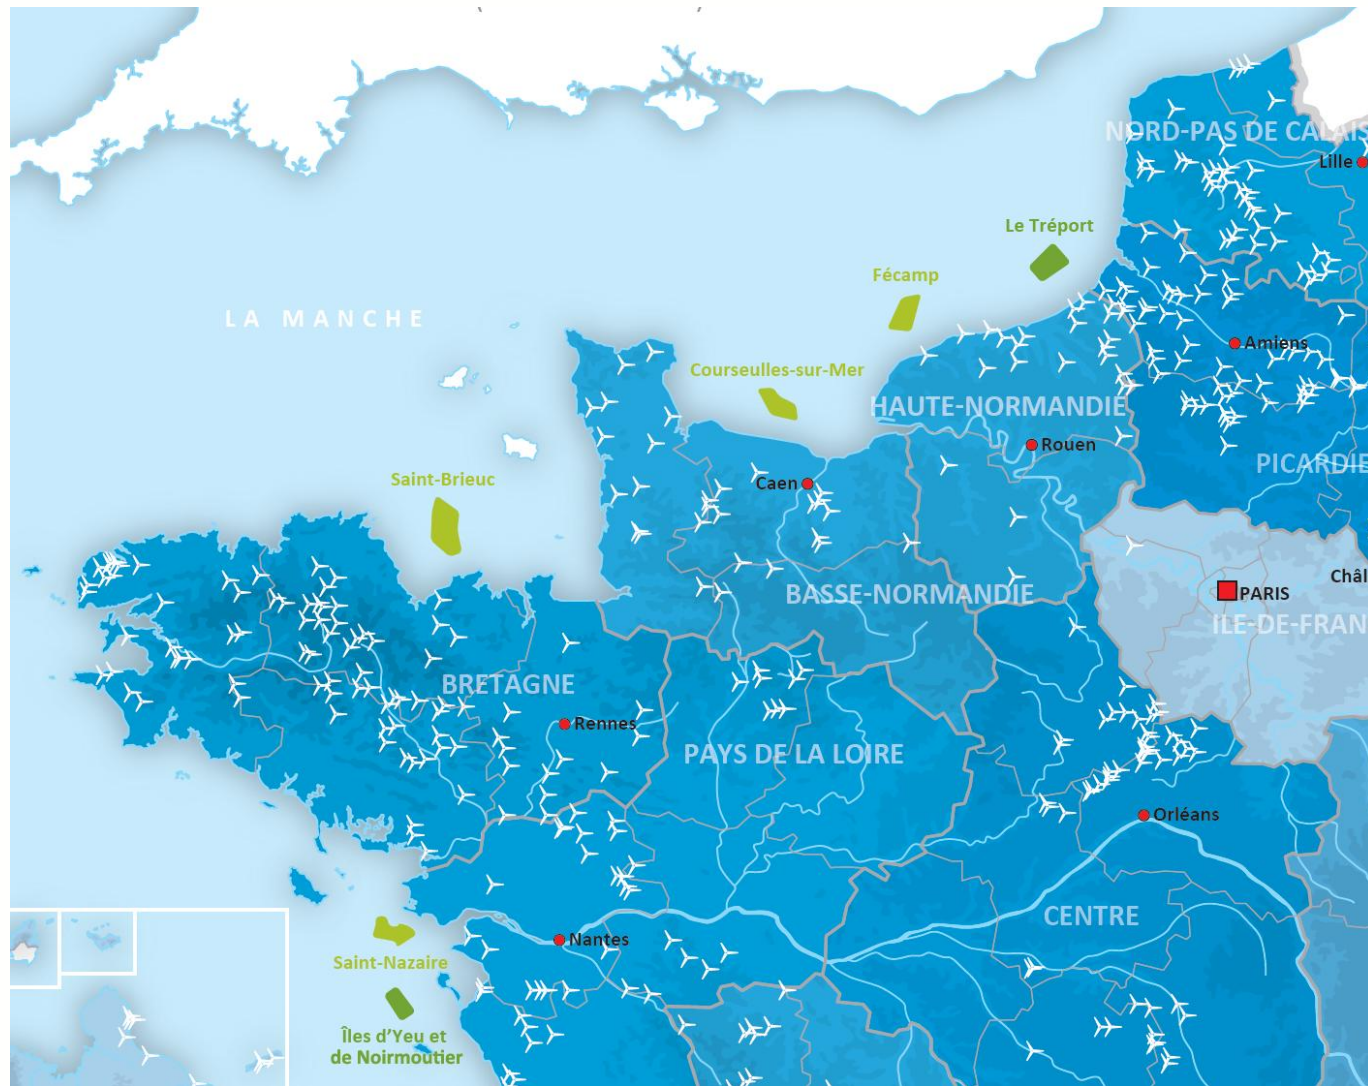 NORD-PAS DE CALAIS
Lille
Le Tréport
Fécamp
LA MANCHE
Amiens
Courseulles-sur-Mer
HAUTE-NORMANDIE
Rouen
PICARDIE
Saint-Brieuc
Caen
Châl
PARIS
BASSE-NORMANDIE
ILE-DE-FRAN
BRETAGNE
Rennes
PAYS DE LA LOIRE
Orléans
CENTRE
Nantes
Saint-Nazaire
Îles d'Yeu et
de Noirmoutier